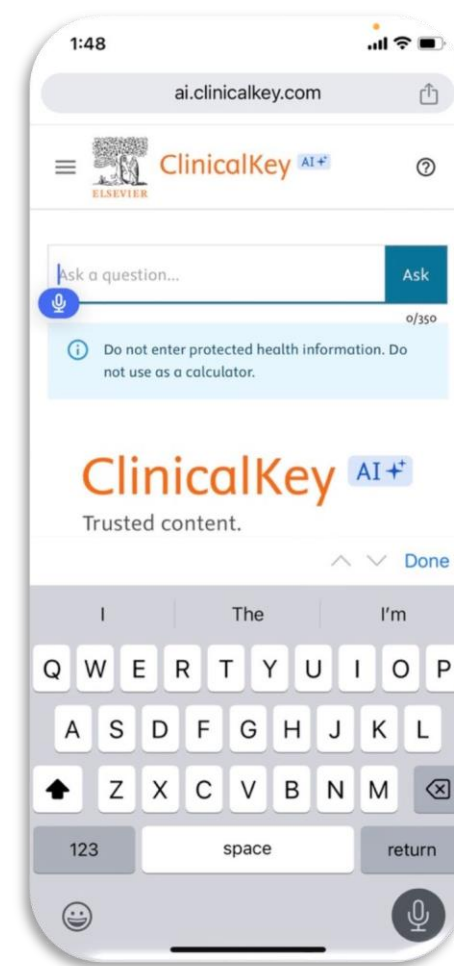 1:48
ai.clinicalkey.com
ELSEVIER
ClinicalKey AI
Ask a question...
Ask
0/350
Do not enter protected health information. Do
not use as a calculator.
ClinicalKey AI
Trusted content.
Done
I The I'm
Q W E R T Y U I O P
A S D F G H J K L
Z X C V B N M
123 space return